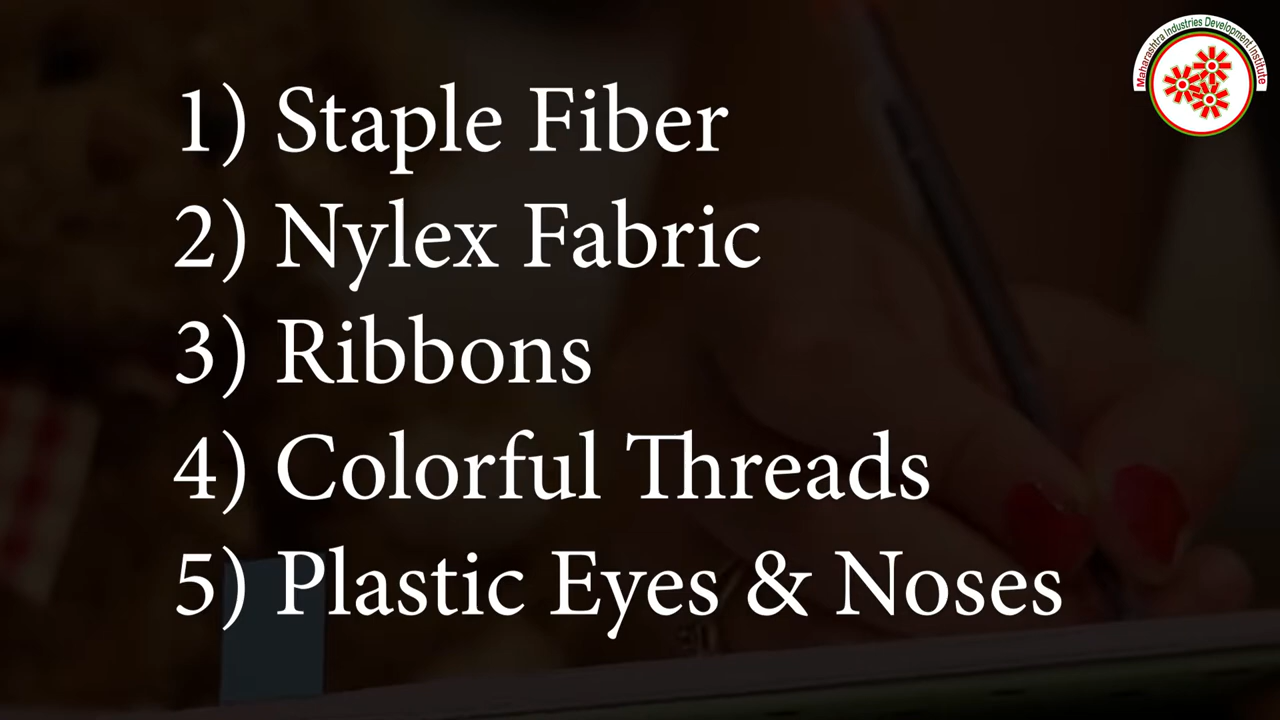 Maharashtra Industries Development Institute
1) Staple Fiber
2) Nylex Fabric
3) Ribbons
4) Colorful Threads
5) Plastic Eyes & Noses